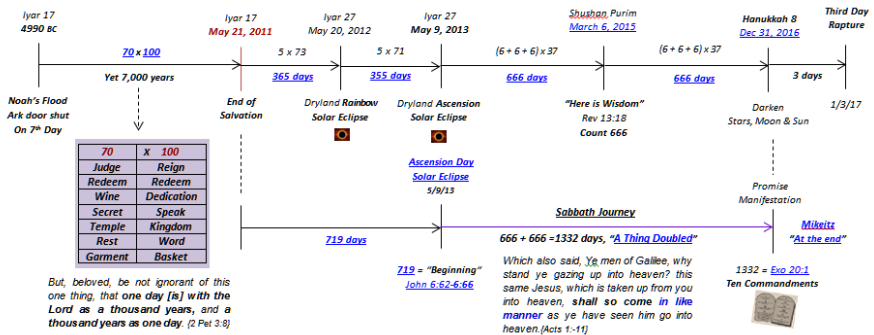 Iyar 17
4990 BC
Iyar 17
May 21, 2011
Iyar 27
May 20, 2012
Iyar 27
May 9, 2013
Shushan Purim
March 6, 2015
Hanukkah 8
Dec 31, 2016
Third Day
Rapture
70 x 100
5 x 73
5 x 71
(6 + 6 + 6) x 37
(6 + 6 + 6) x 37
Yet 7,000 years
365 days
355 days
666 days
666 days
3 days
Noah's Flood
Ark door shut
On 7th Day
End of
Salvation
Dryland Rainbow
Solar Eclipse
Dryland Ascension
Solar Eclipse
"Here is Wisdom"
Rev 13:18
Count 666
Darken
Stars, Moon & Sun
1/3/17
70 X 100
Judge Reign
Redeem Redeem
Wine Dedication
Secret Speak
Temple Kingdom
Rest Word
Garment Basket
Ascension Day
Solar Eclipse
5/9/13
Promise
Manifestation
Sabbath Journey
719 days
666 + 666 =1332 days, "A Thing Doubled"
Mikeitz
"At the end"
719 = "Beginning"
John 6:62-6:66
Which also said, Ye men of Galilee, why
stand ye gazing up into heaven? this
same Jesus, which is taken up from you
into heaven, shall so come in like
manner as ye have seen him go into
heaven.(Acts 1:-11)
1332 = Exo 20:1
Ten Commandments
But, beloved, be not ignorant of this
one thing, that one day [is] with the
Lord as a thousand years, and a
thousand years as one day. (2 Pet 3:8)